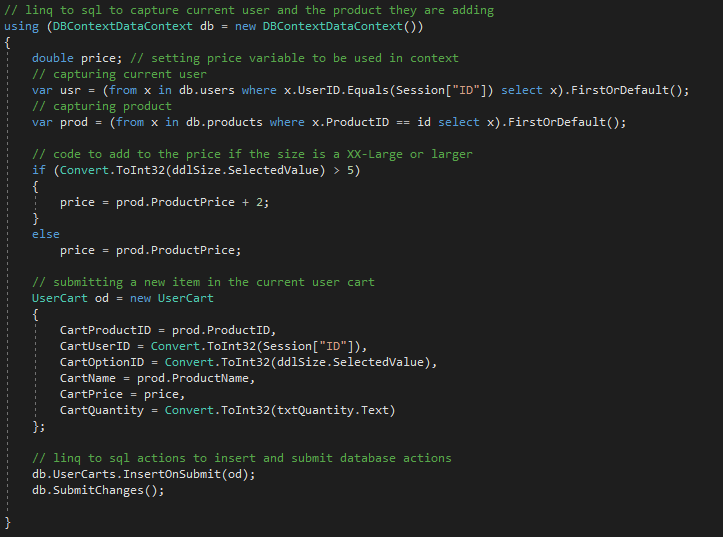 // linq to sql to capture current user and the product they are adding
using (DBContextDataContext db = new DBContextDataContext())
{
    double price; // setting price variable to be used in context
    // capturing current user
    var usr = (from x in db.users where x.UserID.Equals(Session["ID"]) select x).FirstOrDefault();
    // capturing product
    var prod = (from x in db.products where x.ProductID == id select x).FirstOrDefault();

    // code to add to the price if the size is a XX-Large or larger
    if (Convert.ToInt32(ddlSize.SelectedValue) > 5)
    {
        price = prod.ProductPrice + 2;
    }
    else
        price = prod.ProductPrice;

    // submitting a new item in the current user cart
    UserCart od = new UserCart
    {
        CartProductID = prod.ProductID,
        CartUserID = Convert.ToInt32(Session["ID"]),
        CartOptionID = Convert.ToInt32(ddlSize.SelectedValue),
        CartName = prod.ProductName,
        CartPrice = price,
        CartQuantity = Convert.ToInt32(txtQuantity.Text)
    };

    // linq to sql actions to insert and submit database actions
    db.UserCarts.InsertOnSubmit(od);
    db.SubmitChanges();

}